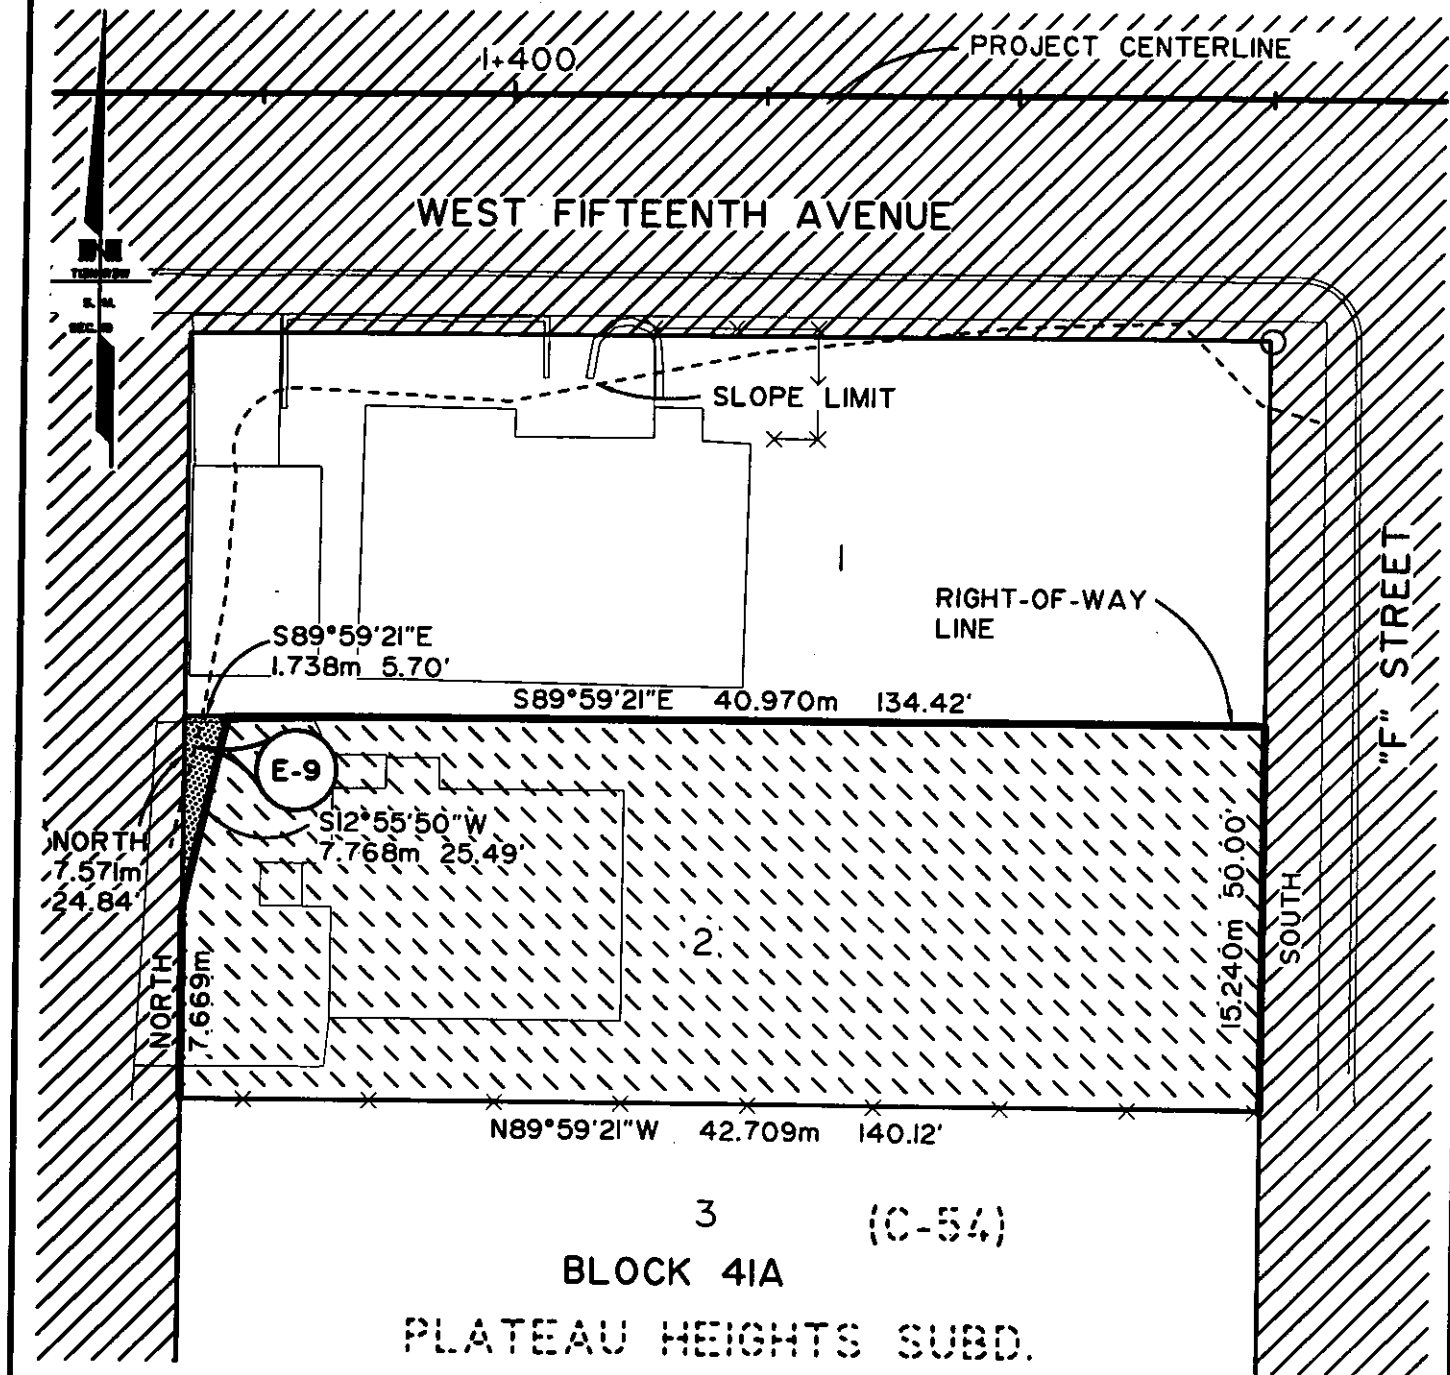 1+400
PROJECT CENTERLINE
WEST FIFTEENTH AVENUE
N
S. M.
SLOPE LIMIT
1
RIGHT-OF-WAY
LINE
"F" STREET
S89°59'21"E
1.738m 5.70'
S89°59'21"E 40.970m 134.42'
E-9
S12°55'50"W
7.768m 25.49'
NORTH
7.571m
24.84'
2
NORTH
7.669m
15.240m 50.00'
SOUTH
N89°59'21"W 42.709m 140.12'
3
(C-54)
BLOCK 41A
PLATEAU HEIGHTS SUBD.